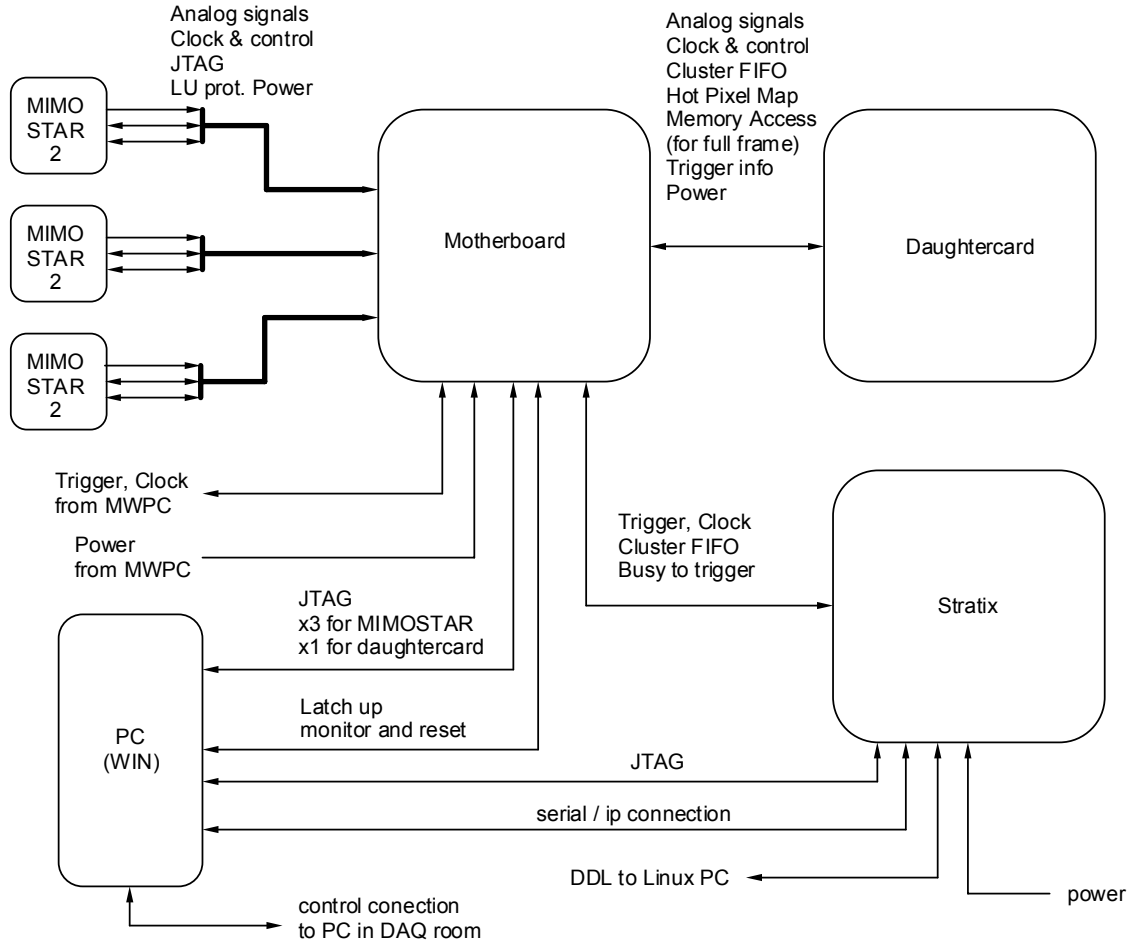 Analog signals
Clock & control
JTAG
LU prot. Power
Analog signals
Clock & control
Cluster FIFO
Hot Pixel Map
Memory Access
(for full frame)
Trigger info
Power
MIMO
STAR
2
MIMO
STAR
2
MIMO
STAR
2
Motherboard
Daughtercard
Trigger, Clock
from MWPC
Power
from MWPC
Trigger, Clock
Cluster FIFO
Busy to trigger
Stratix
JTAG
x3 for MIMOSTAR
x1 for daughtercard
Latch up
monitor and reset
PC
(WIN)
JTAG
serial / ip connection
DDL to Linux PC
power
control conection
to PC in DAQ room